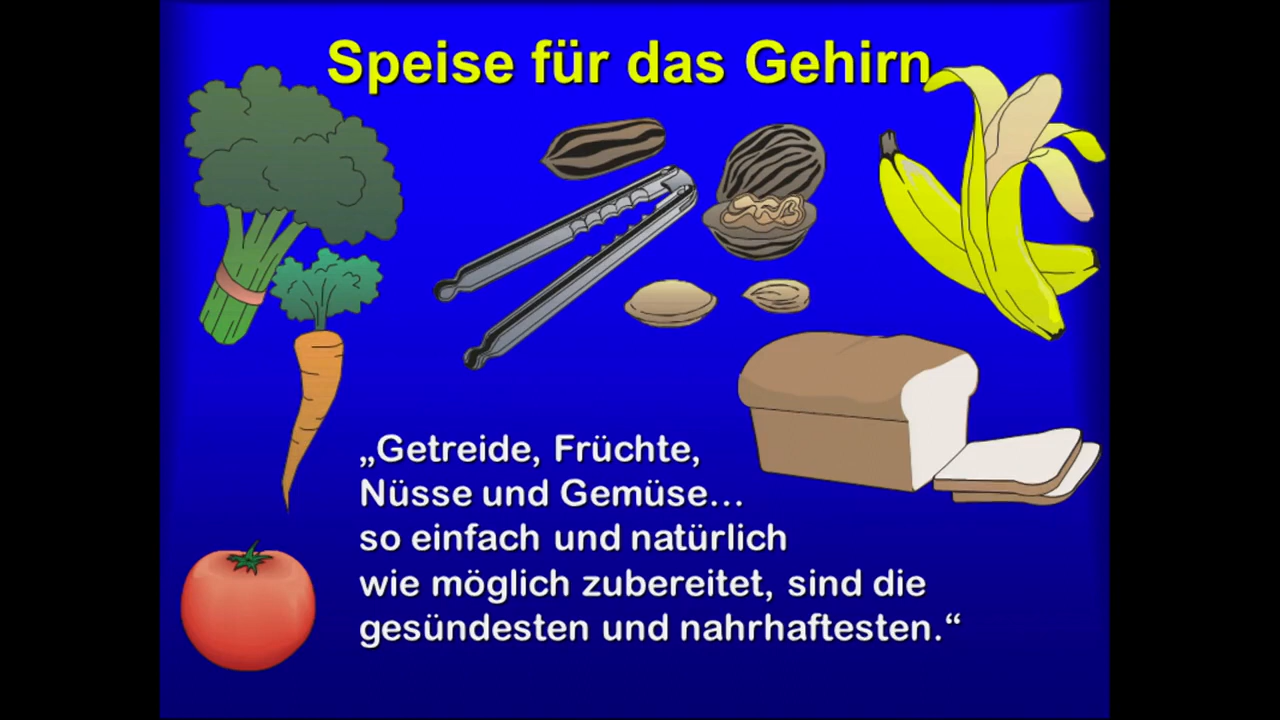 Speise für das Gehirn
„Getreide, Früchte,
Nüsse und Gemüse...
so einfach und natürlich
wie möglich zubereitet, sind die
gesündesten und nahrhaftesten.“